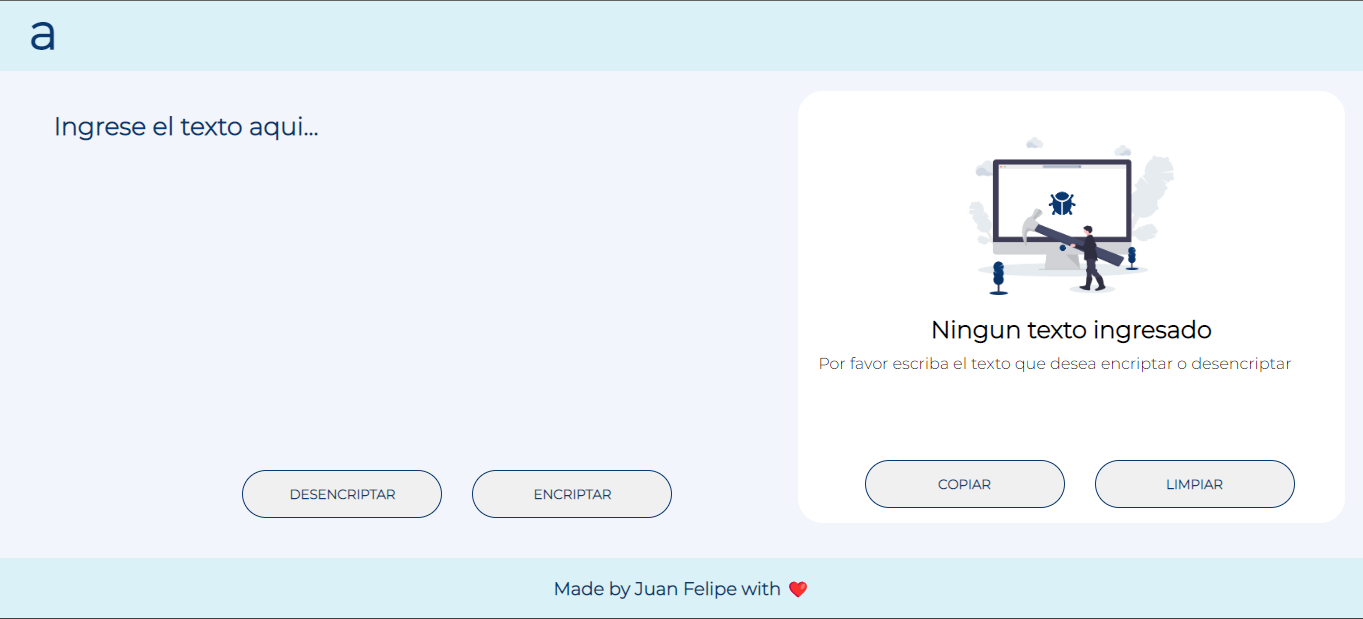 a
Ingrese el texto aqui...
Ningun texto ingresado
Por favor escriba el texto que desea encriptar o desencriptar
DESENCRIPTAR
ENCRIPTAR
COPIAR
LIMPIAR
Made by Juan Felipe with ❤️